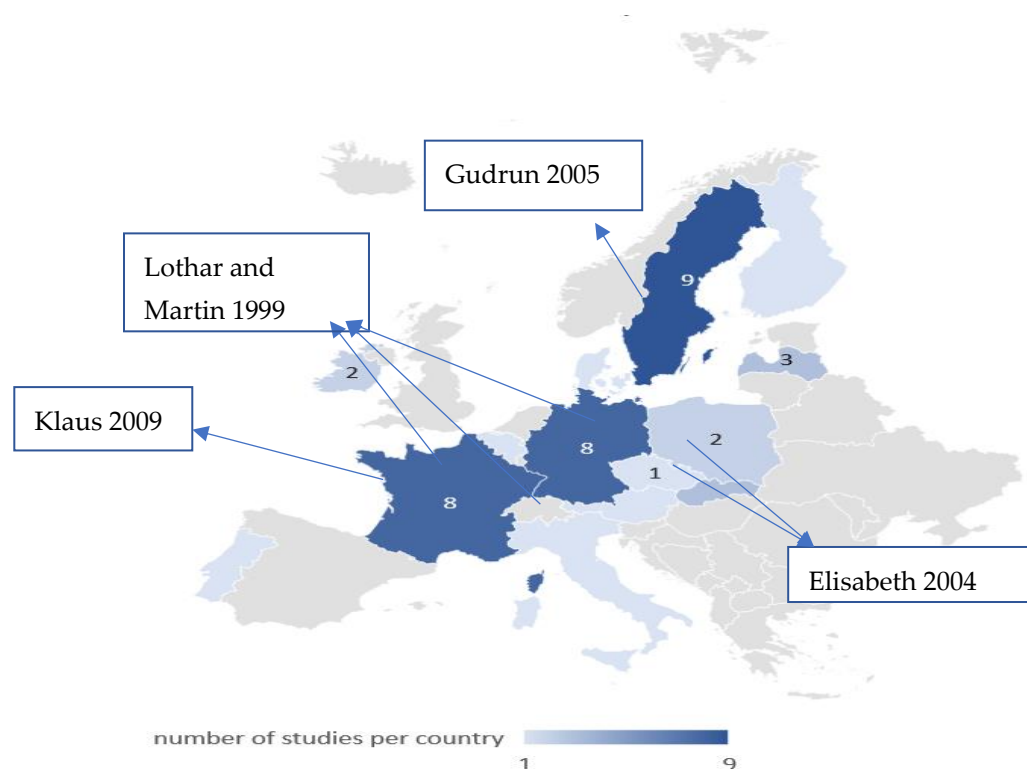 Gudrun 2005
Lothar and
Martin 1999
9
3
2
Klaus 2009
2
8
1
8
Elisabeth 2004
number of studies per country
1
9